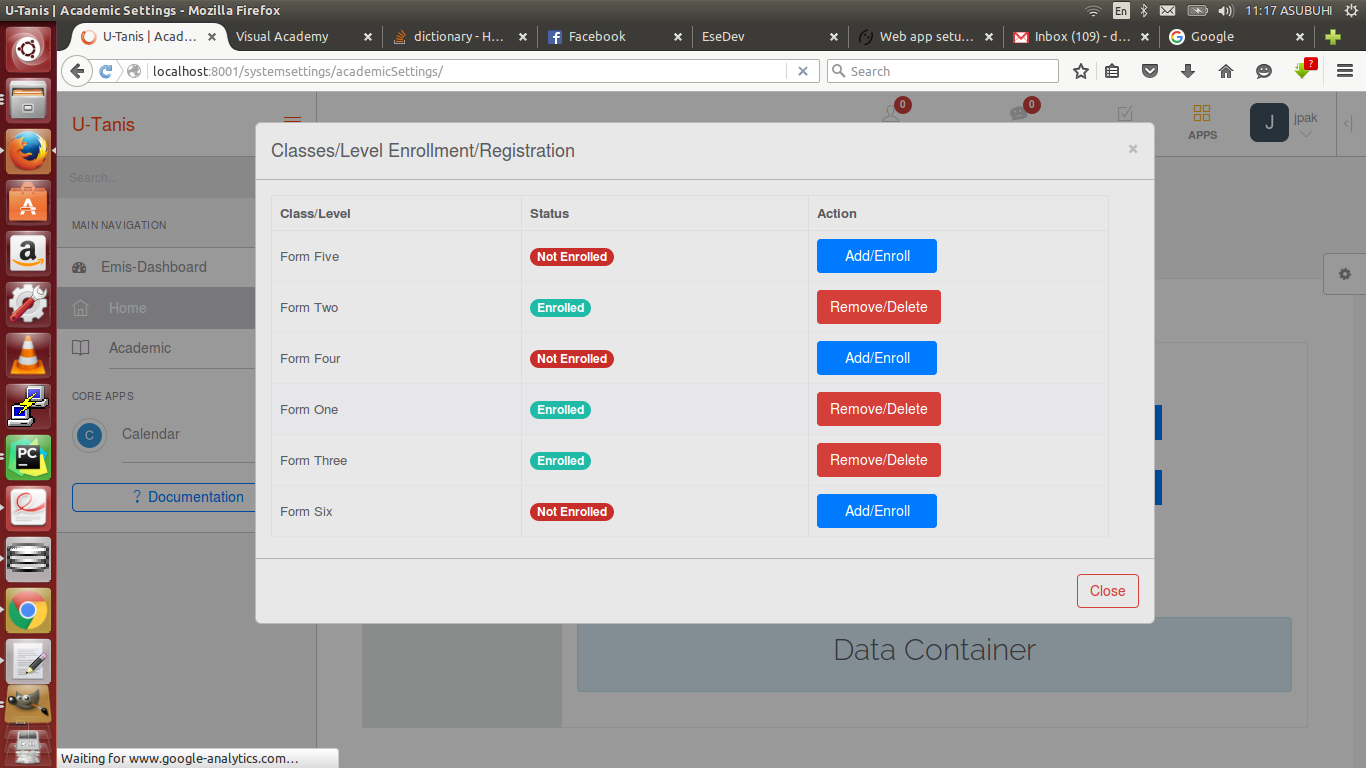 U-Tanis | Academic Settings - Mozilla Firefox
En
11:17 ASUBUHI
U-Tanis | Acad...
Visual Academy
dictionary - H...
Facebook
EseDev
Web app setu...
Inbox (109) - d...
Google
localhost:8001/systemsettings/academicSettings/
Search
?
U-Tanis
0
0
APPS
J
jpak
Search...
MAIN NAVIGATION
Emis-Dashboard
Home
Academic
CORE APPS
C
Calendar
? Documentation
Classes/Level Enrollment/Registration
×
Class/Level Status Action
Form Five Not Enrolled Add/Enroll
Form Two Enrolled Remove/Delete
Form Four Not Enrolled Add/Enroll
Form One Enrolled Remove/Delete
Form Three Enrolled Remove/Delete
Form Six Not Enrolled Add/Enroll
Close
Data Container
PC
Waiting for www.google-analytics.com...